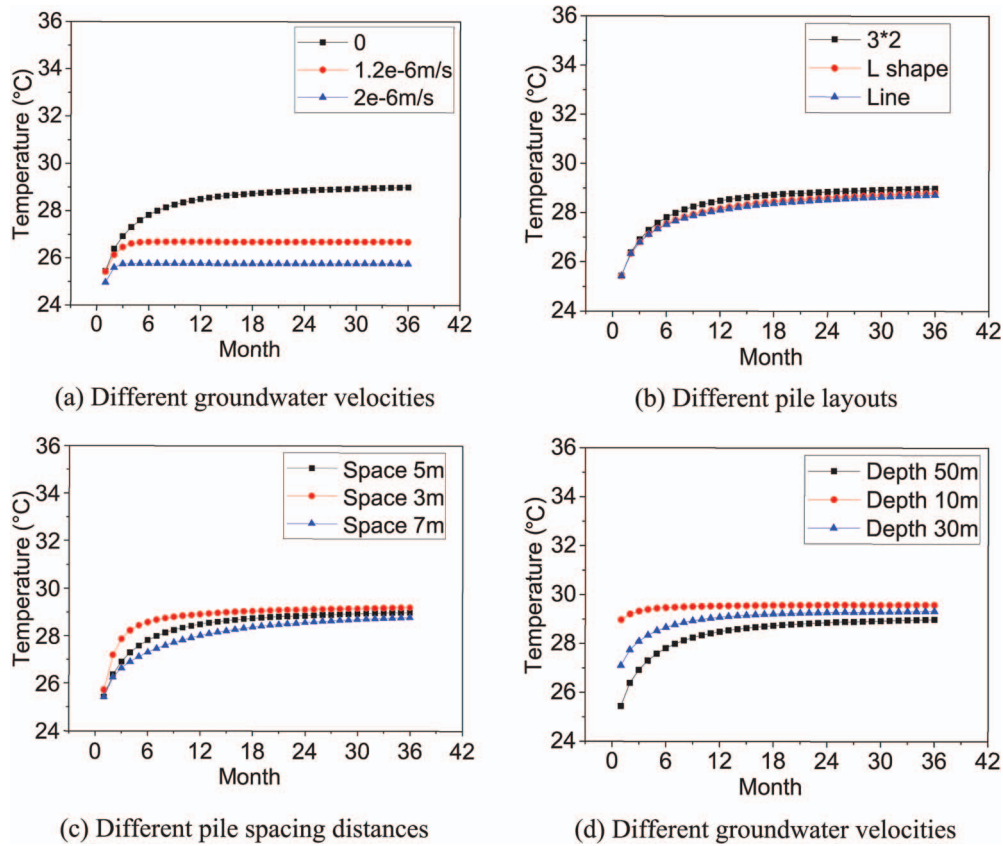 36
34
32
30
28
26
24
Temperature (°C)
0
1.2e-6m/s
2e-6m/s
0 6 12 18 24 30 36 42
Month
(a) Different groundwater velocities
36
34
32
30
28
26
24
Temperature (°C)
3*2
L shape
Line
0 6 12 18 24 30 36 42
Month
(b) Different pile layouts
36
34
32
30
28
26
24
Temperature (°C)
Space 5m
Space 3m
Space 7m
0 6 12 18 24 30 36 42
Month
(c) Different pile spacing distances
36
34
32
30
28
26
24
Temperature (°C)
Depth 50m
Depth 10m
Depth 30m
0 6 12 18 24 30 36 42
Month
(d) Different groundwater velocities